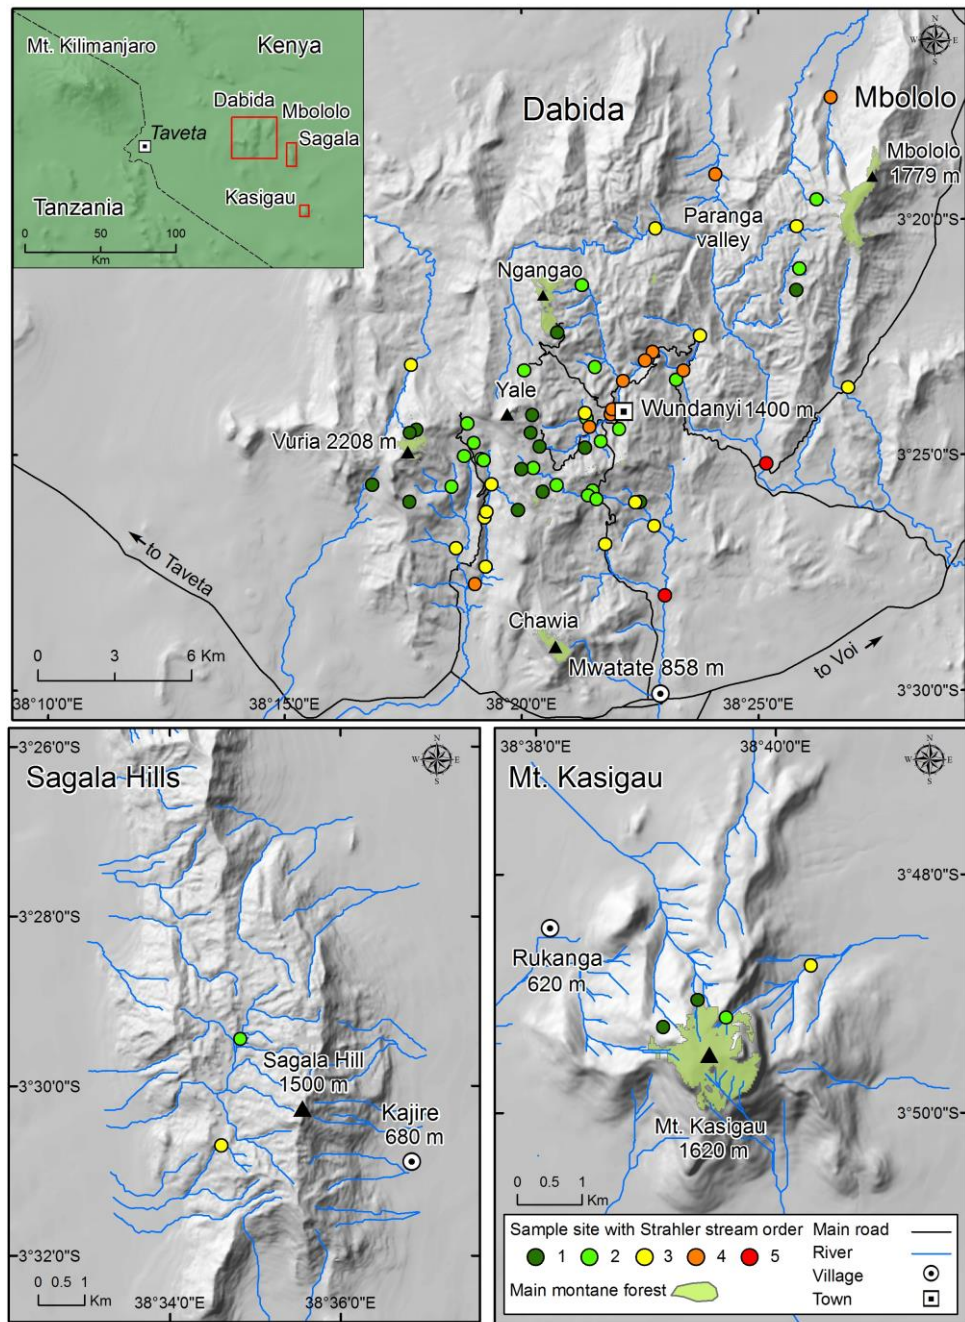 Mt. Kilimanjaro
Kenya
Dabida
Mbololo
Taveta
Sagala
Kasigau
Tanzania
0 50 100
Km
N
W E
S
Dabida
Mbololo
Mbololo
1779 m
3°20'0"S
Paranga
valley
Ngangao
Yale
Wundanyi 1400 m
Vuria 2208 m
3°25'0"S
to Taveta
Chawia
Mwatate 858 m
to Voi
0 3 6 Km
3°30'0"S
38°10'0"E 38°15'0"E 38°20'0"E 38°25'0"E
3°26'0"S
Sagala Hills
N
W E
S
3°28'0"S
Sagala Hill
1500 m
3°30'0"S
Kajire
680 m
3°32'0"S
0 0.5 1
Km
38°34'0"E 38°36'0"E
38°38'0"E 38°40'0"E
Mt. Kasigau
N
W E
S
3°48'0"S
Rukanga
620 m
3°50'0"S
Mt. Kasigau
1620 m
0 0.5 1
Km
Sample site with Strahler stream order
1 2 3 4 5
Main montane forest
Main road
River
Village
Town